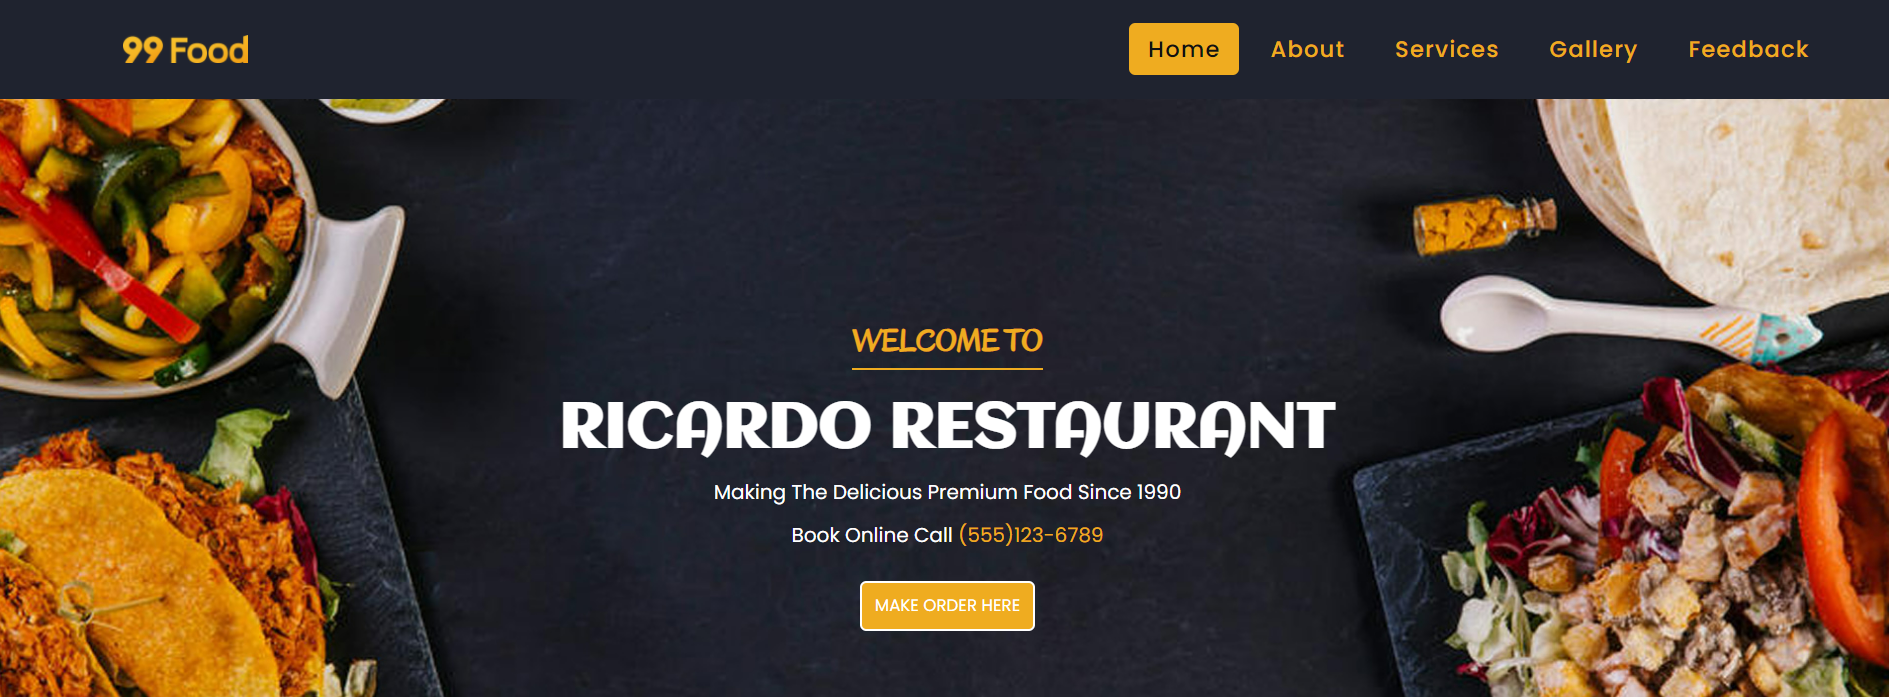 99 Food
Home About Services Gallery Feedback
WELCOME TO
RICARDO RESTAURANT
Making The Delicious Premium Food Since 1990
Book Online Call (555)123-6789
MAKE ORDER HERE